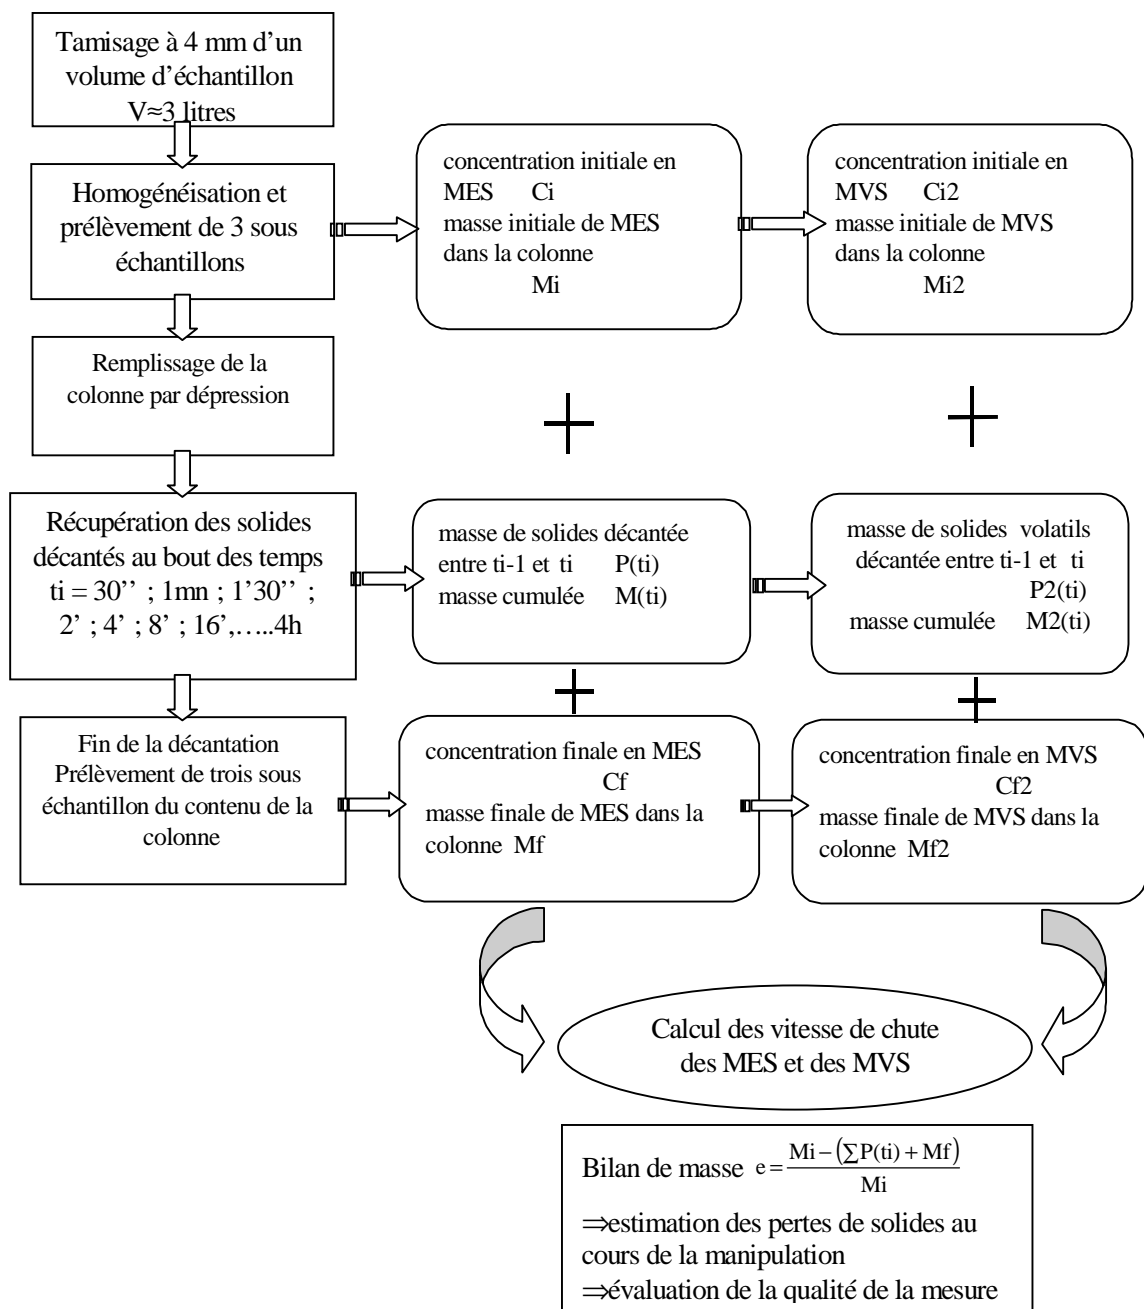 Tamisage à 4 mm d’un
volume d’échantillon
V≈3 litres
Homogénéisation et
prélèvement de 3 sous
échantillons
concentration initiale en
MES Ci
masse initiale de MES
dans la colonne
Mi
concentration initiale en
MVS Ci2
masse initiale de MVS
dans la colonne
Mi2
Remplissage de la
colonne par dépression
+
+
Récupération des solides
décantés au bout des temps
ti = 30’’ ; 1mn ; 1’30’’ ;
2’ ; 4’ ; 8’ ; 16’,…..4h
masse de solides décantée
entre ti-1 et ti P(ti)
masse cumulée M(ti)
masse de solides volatils
décantée entre ti-1 et ti
P2(ti)
masse cumulée M2(ti)
+
+
Fin de la décantation
Prélèvement de trois sous
échantillon du contenu de la
colonne
concentration finale en MES
Cf
masse finale de MES dans la
colonne Mf
concentration finale en MVS
Cf2
masse finale de MVS dans la
colonne Mf2
Calcul des vitesse de chute
des MES et des MVS
Bilan de masse e = (Mi – (∑P(ti) + Mf)) / Mi
⇒estimation des pertes de solides au
cours de la manipulation
⇒évaluation de la qualité de la mesure